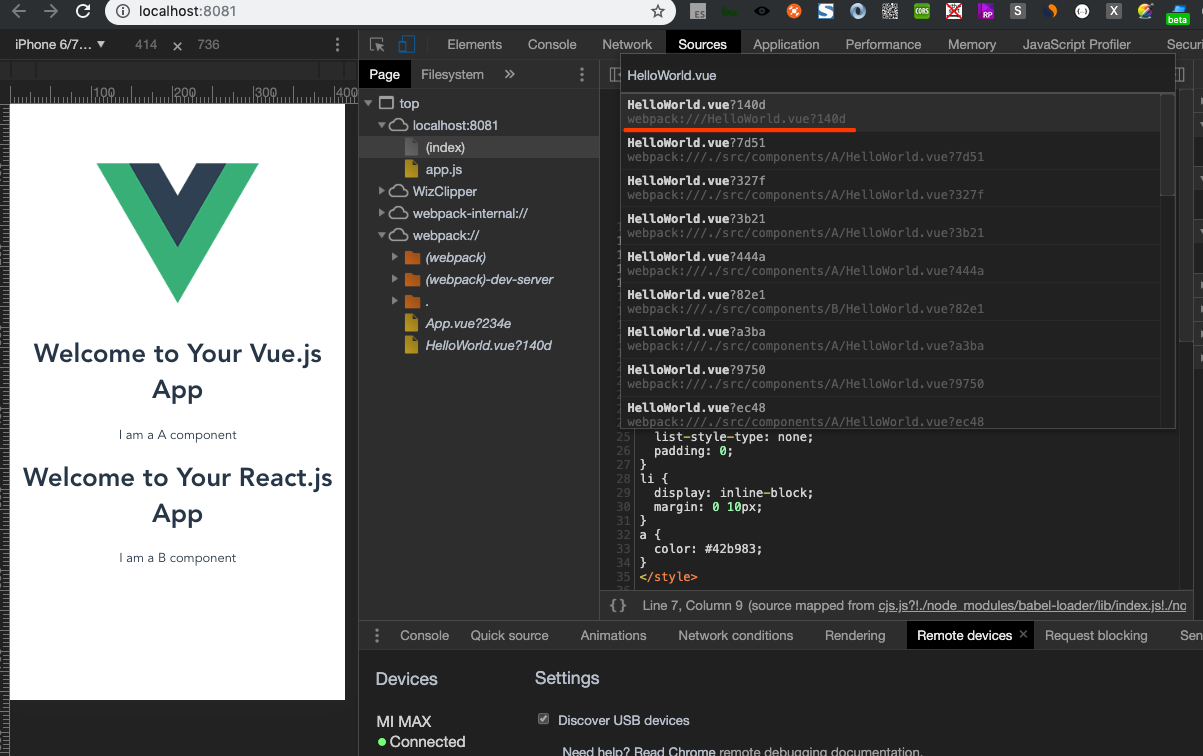 localhost:8081
ES
RP
S
CORS
X
beta
iPhone 6/7... ▼ 414 × 736
Elements Console Network Sources Application Performance Memory JavaScript Profiler Securi
Page Filesystem »
100 200 300 400
top
localhost:8081
(index)
app.js
WizClipper
webpack-internal://
webpack://
(webpack)
(webpack)-dev-server
.
App.vue?234e
HelloWorld.vue?140d
HelloWorld.vue
HelloWorld.vue?140d
webpack:///HelloWorld.vue?140d
HelloWorld.vue?7d51
webpack:///./src/components/A/HelloWorld.vue?7d51
HelloWorld.vue?327f
webpack:///./src/components/A/HelloWorld.vue?327f
HelloWorld.vue?3b21
webpack:///./src/components/A/HelloWorld.vue?3b21
HelloWorld.vue?444a
webpack:///./src/components/A/HelloWorld.vue?444a
HelloWorld.vue?82e1
webpack:///./src/components/B/HelloWorld.vue?82e1
HelloWorld.vue?a3ba
webpack:///./src/components/A/HelloWorld.vue?a3ba
HelloWorld.vue?9750
webpack:///./src/components/A/HelloWorld.vue?9750
HelloWorld.vue?ec48
webpack:///./src/components/A/HelloWorld.vue?ec48
25 list-style-type: none;
26 padding: 0;
27 }
28 li {
29 display: inline-block;
30 margin: 0 10px;
31 }
32 a {
33 color: #42b983;
34 }
35 </style>
{} Line 7, Column 9 (source mapped from cjs.js?!./node_modules/babel-loader/lib/index.js!./no
Welcome to Your Vue.js
App
I am a A component
Welcome to Your React.js
App
I am a B component
Console Quick source Animations Network conditions Rendering Remote devices × Request blocking Sen
Devices
MI MAX
Connected
Settings
Discover USB devices
Need help? Read Chrome remote debugging documentation.